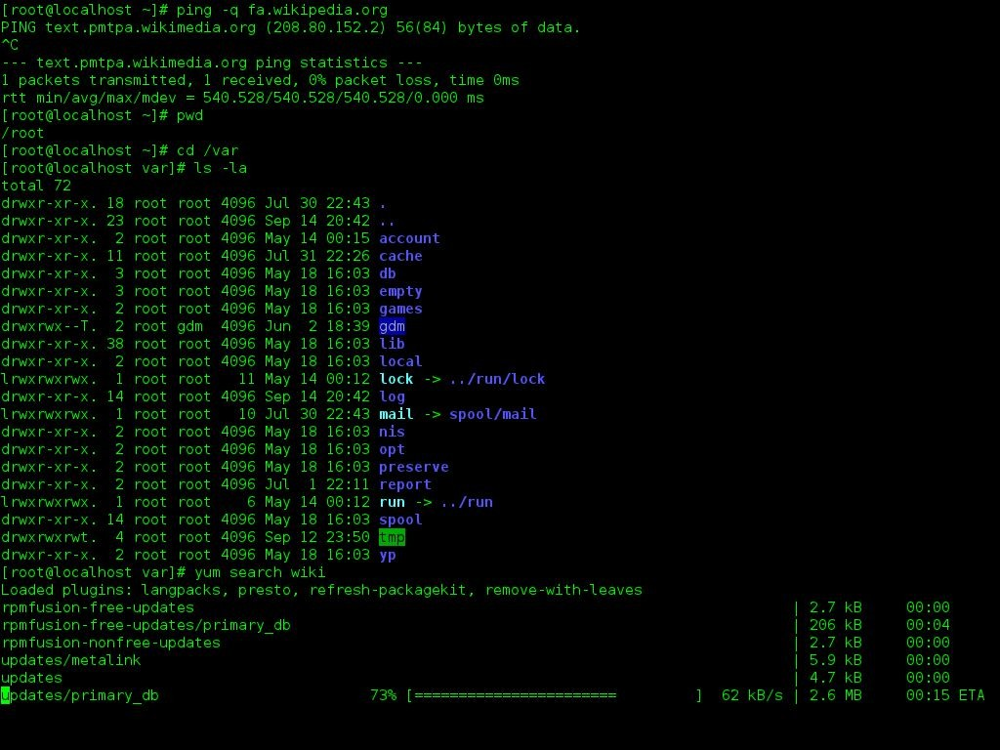 [root@localhost ~]# ping -q fa.wikipedia.org
PING text.pmtpa.wikimedia.org (208.80.152.2) 56(84) bytes of data.
^C
--- text.pmtpa.wikimedia.org ping statistics ---
1 packets transmitted, 1 received, 0% packet loss, time 0ms
rtt min/avg/max/mdev = 540.528/540.528/540.528/0.000 ms
[root@localhost ~]# pwd
/root
[root@localhost ~]# cd /var
[root@localhost var]# ls -la
total 72
drwxr-xr-x. 18 root root 4096 Jul 30 22:43 .
drwxr-xr-x. 23 root root 4096 Sep 14 20:42 ..
drwxr-xr-x.  2 root root 4096 May 14 00:15 account
drwxr-xr-x. 11 root root 4096 Jul 31 22:26 cache
drwxr-xr-x.  3 root root 4096 May 18 16:03 db
drwxr-xr-x.  3 root root 4096 May 18 16:03 empty
drwxr-xr-x.  2 root root 4096 May 18 16:03 games
drwxrwx--T.  2 root gdm  4096 Jun  2 18:39 gdm
drwxr-xr-x. 38 root root 4096 May 18 16:03 lib
drwxr-xr-x.  2 root root 4096 May 18 16:03 local
lrwxrwxrwx.  1 root root   11 May 14 00:12 lock -> ../run/lock
drwxr-xr-x. 14 root root 4096 Sep 14 20:42 log
lrwxrwxrwx.  1 root root   10 Jul 30 22:43 mail -> spool/mail
drwxr-xr-x.  2 root root 4096 May 18 16:03 nis
drwxr-xr-x.  2 root root 4096 May 18 16:03 opt
drwxr-xr-x.  2 root root 4096 May 18 16:03 preserve
drwxr-xr-x.  2 root root 4096 Jul  1 22:11 report
lrwxrwxrwx.  1 root root    6 May 14 00:12 run -> ../run
drwxr-xr-x. 14 root root 4096 May 18 16:03 spool
drwxrwxrwt.  4 root root 4096 Sep 12 23:50 tmp
drwxr-xr-x.  2 root root 4096 May 18 16:03 yp
[root@localhost var]# yum search wiki
Loaded plugins: langpacks, presto, refresh-packagekit, remove-with-leaves
rpmfusion-free-updates | 2.7 kB 00:00
rpmfusion-free-updates/primary_db | 206 kB 00:04
rpmfusion-nonfree-updates | 2.7 kB 00:00
updates/metalink | 5.9 kB 00:00
updates | 4.7 kB 00:00
updates/primary_db 73% [======================= ] 62 kB/s | 2.6 MB 00:15 ETA